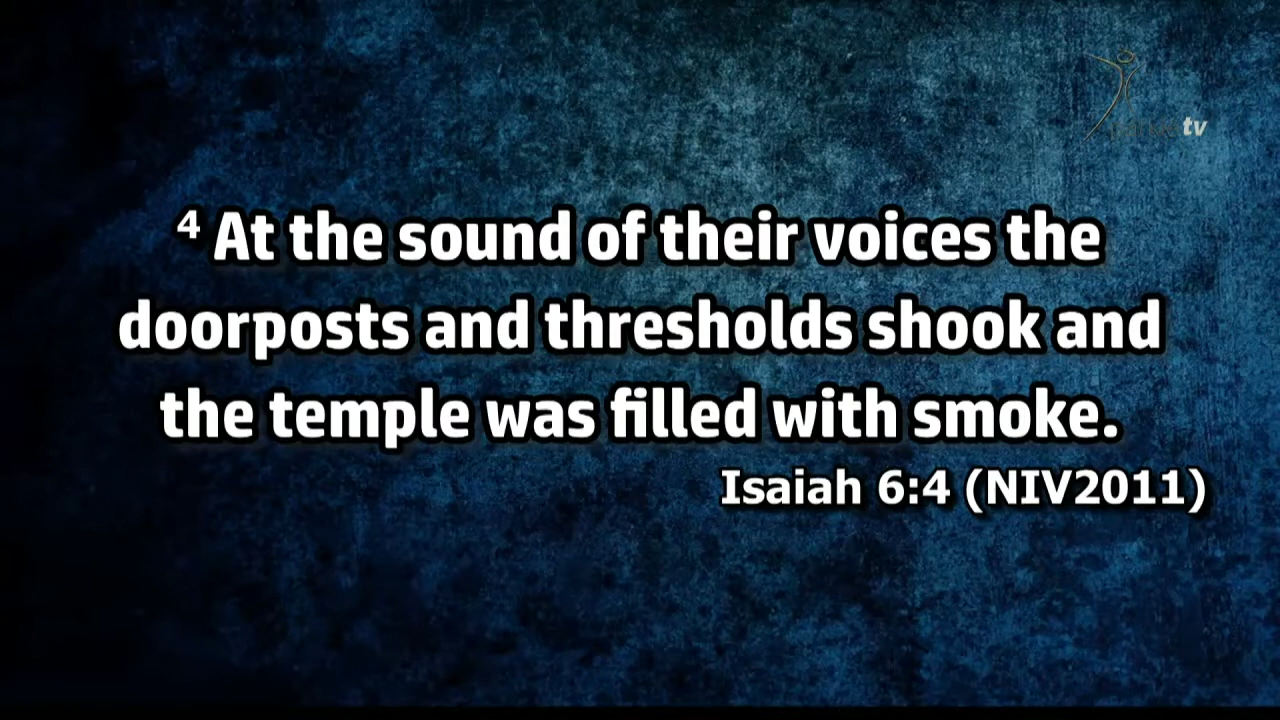 tv
⁴ At the sound of their voices the
doorposts and thresholds shook and
the temple was filled with smoke.
Isaiah 6:4 (NIV2011)